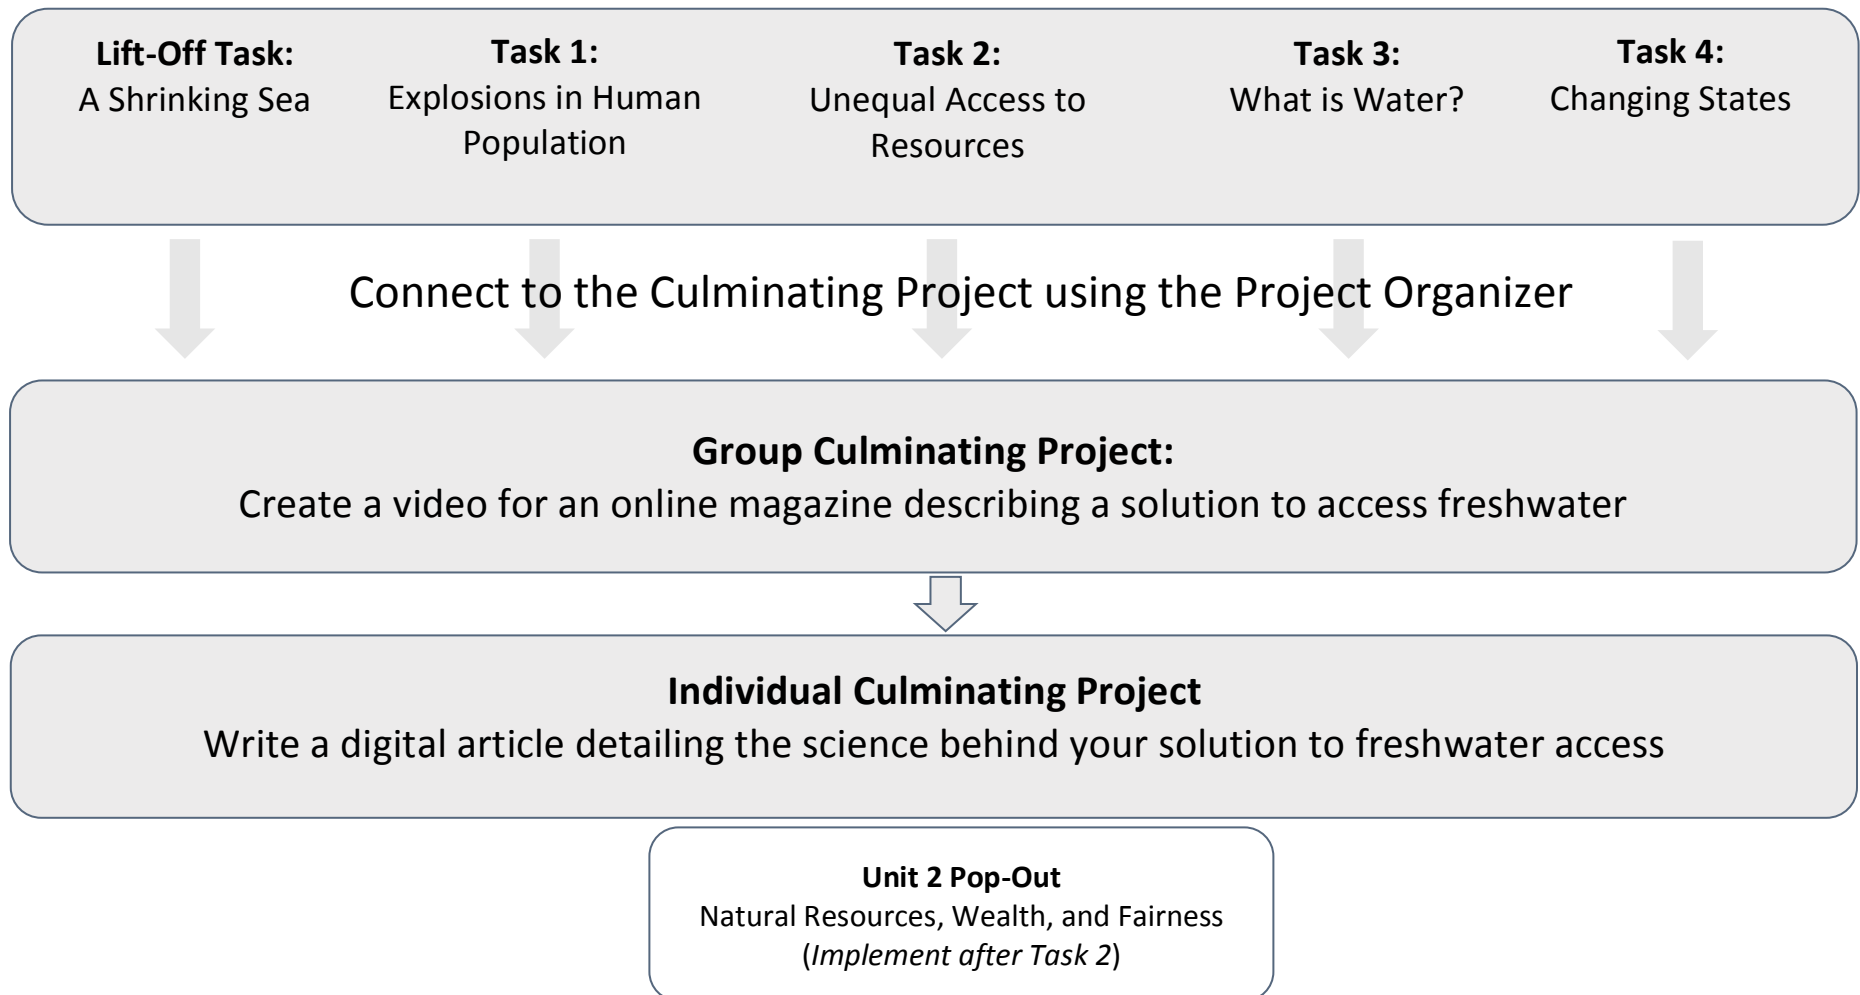 Lift-Off Task:
A Shrinking Sea
Task 1:
Explosions in Human
Population
Task 2:
Unequal Access to
Resources
Task 3:
What is Water?
Task 4:
Changing States
Connect to the Culminating Project using the Project Organizer
Group Culminating Project:
Create a video for an online magazine describing a solution to access freshwater
Individual Culminating Project
Write a digital article detailing the science behind your solution to freshwater access
Unit 2 Pop-Out
Natural Resources, Wealth, and Fairness
(Implement after Task 2)